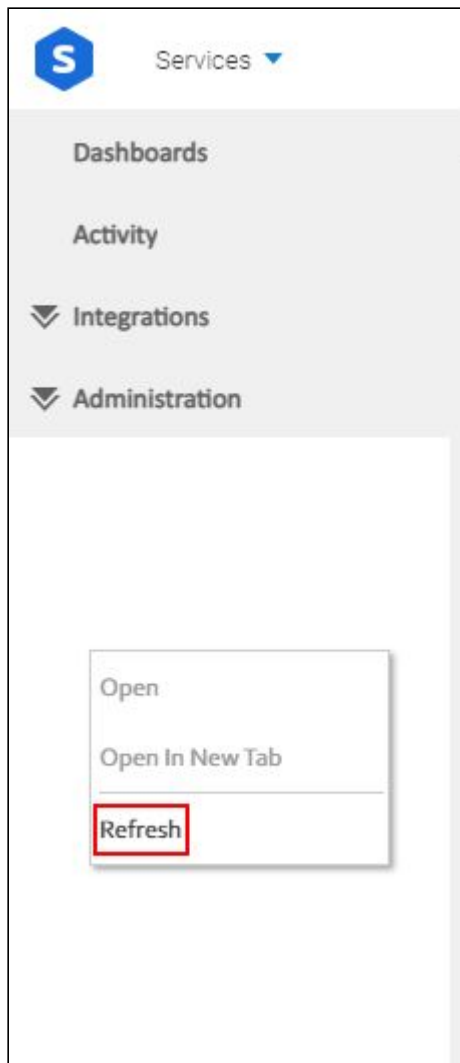 S
Services
Dashboards
Activity
Integrations
Administration
Open
Open In New Tab
Refresh